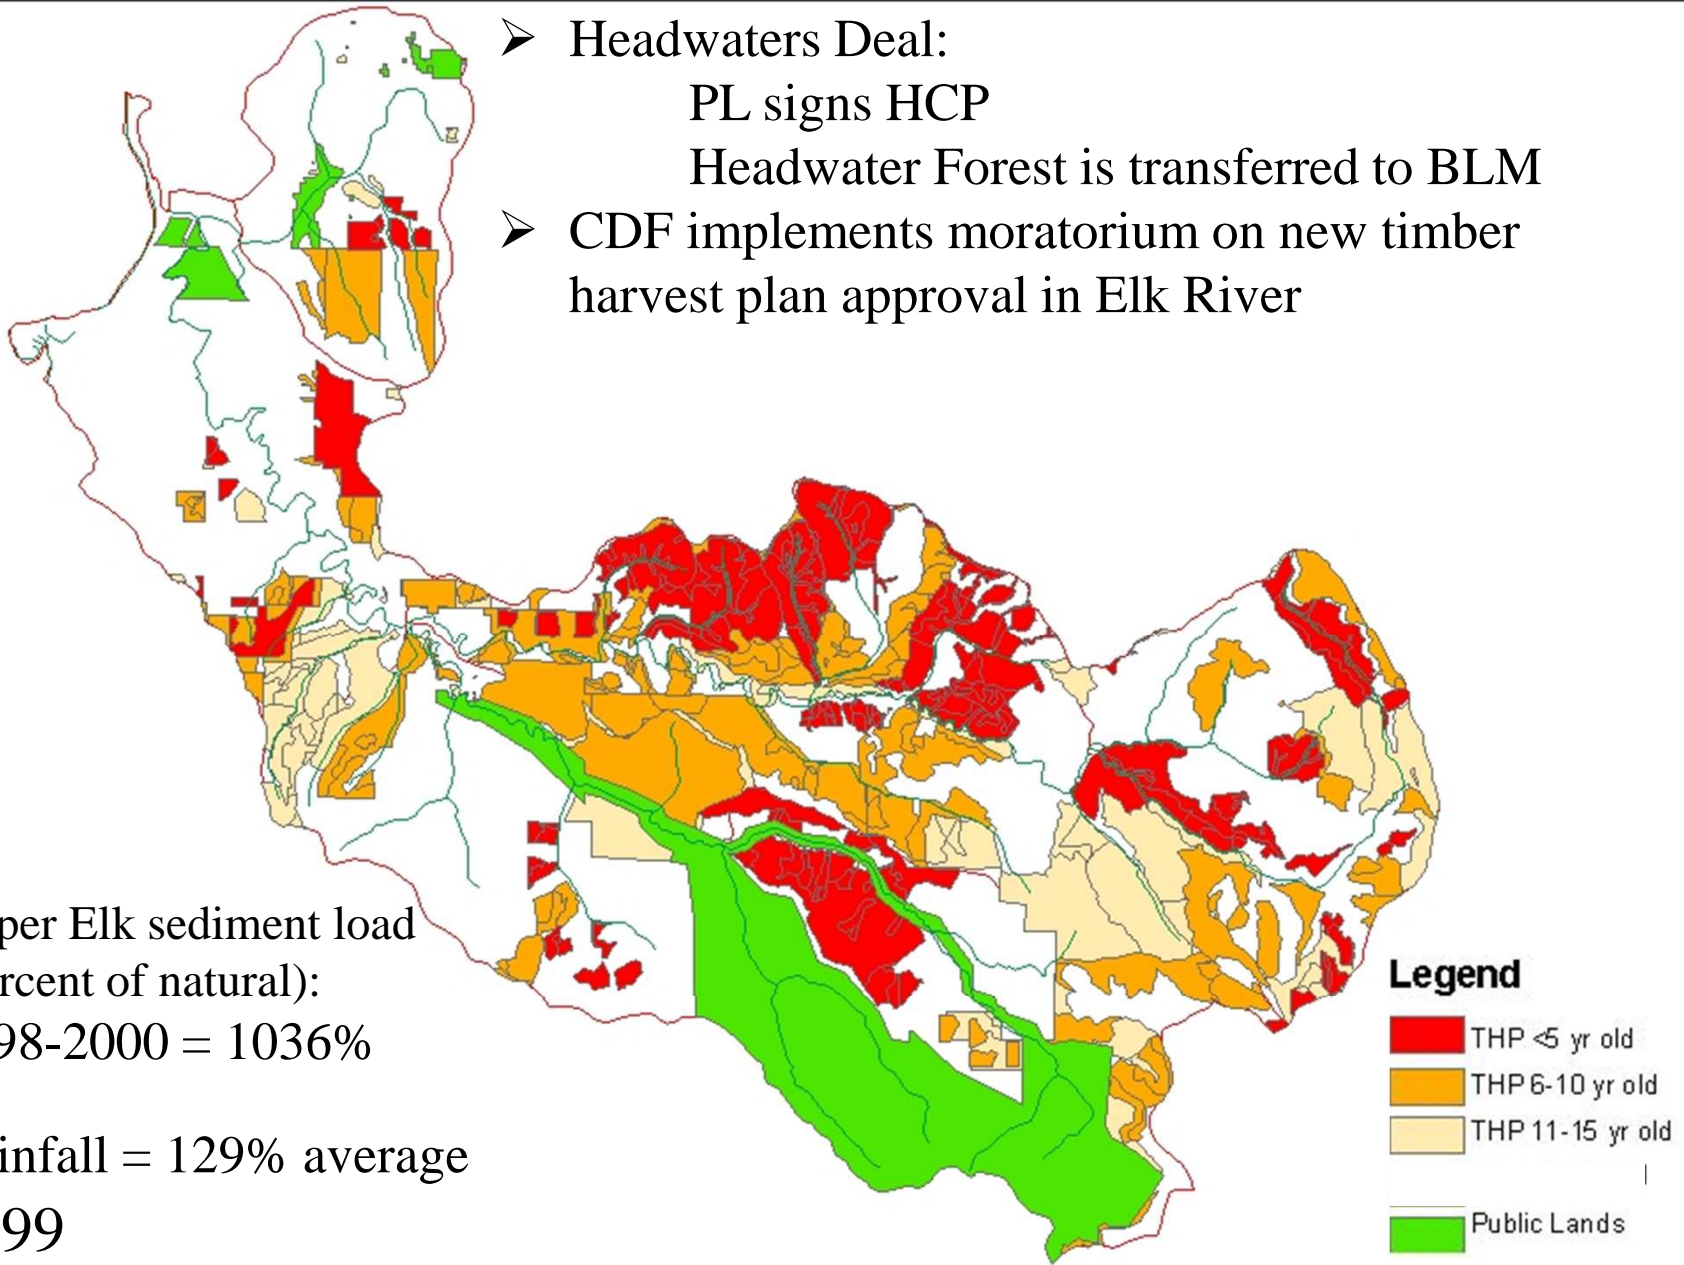 ➢ Headwaters Deal:
PL signs HCP
Headwater Forest is transferred to BLM
➢ CDF implements moratorium on new timber
harvest plan approval in Elk River
per Elk sediment load
rcent of natural):
98-2000 = 1036%
infall = 129% average
99
Legend
THP <5 yr old
THP 6-10 yr old
THP 11-15 yr old
Public Lands